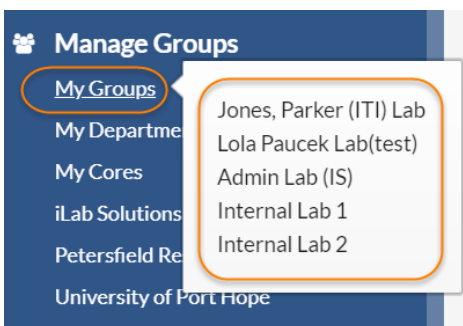 Manage Groups
My Groups
My Departme
My Cores
iLab Solutions
Petersfield Re
University of Port Hope
Jones, Parker (ITI) Lab
Lola Paucek Lab(test)
Admin Lab (IS)
Internal Lab 1
Internal Lab 2